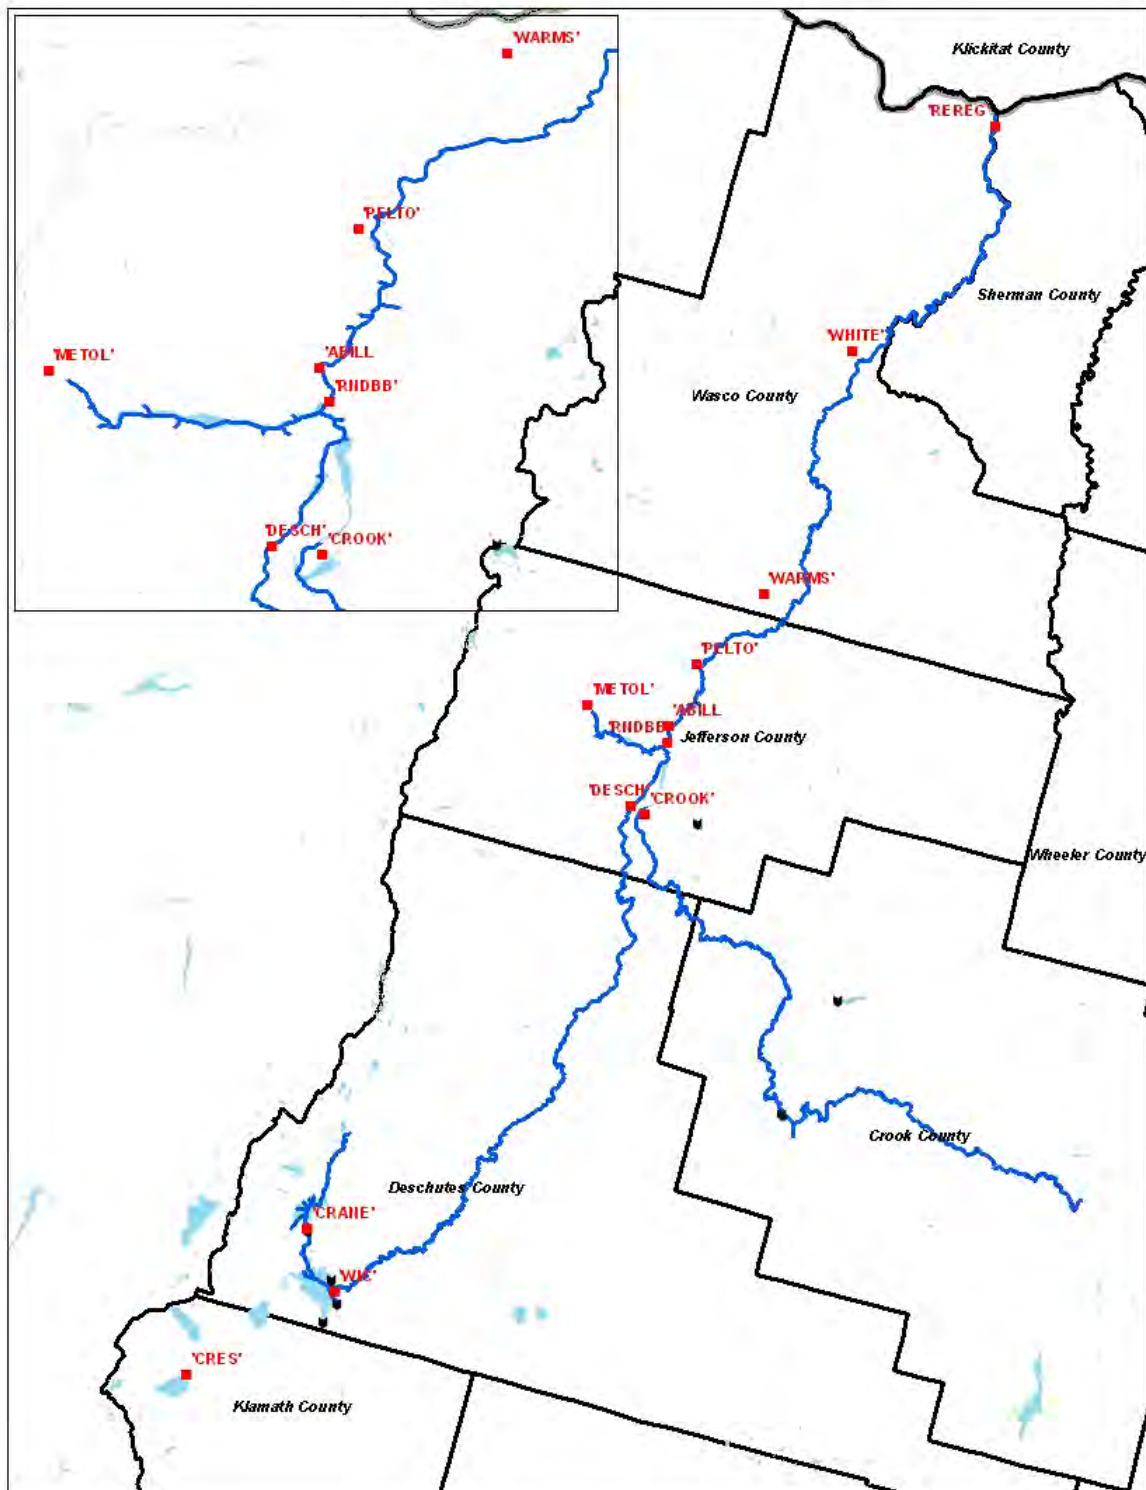 'WARMS'
'PELTO'
'METOL'
'ABILL
'RNDBB'
'DESCH'
'CROOK'
Klickitat County
'REREG'
Sherman County
'WHITE'
Wasco County
'WARMS'
'PELTO'
'METOL'
'ABILL
'RNDBB
Jefferson County
'DESCH
'CROOK'
Wheeler County
Crook County
Deschutes County
'CRANE'
'WIC'
'CRES'
Klamath County